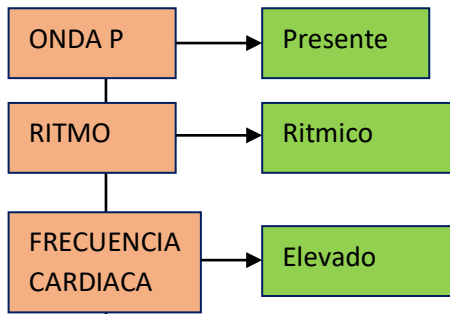 ONDA P
Presente
RITMO
Ritmico
FRECUENCIA
CARDIACA
Elevado